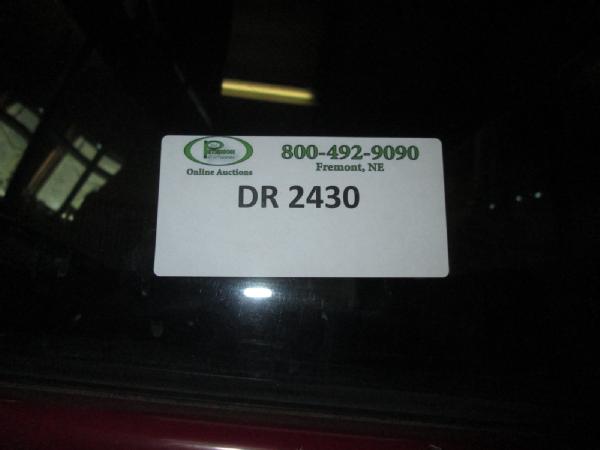 800-492-9090
Online Auctions
Fremont, NE
DR 2430